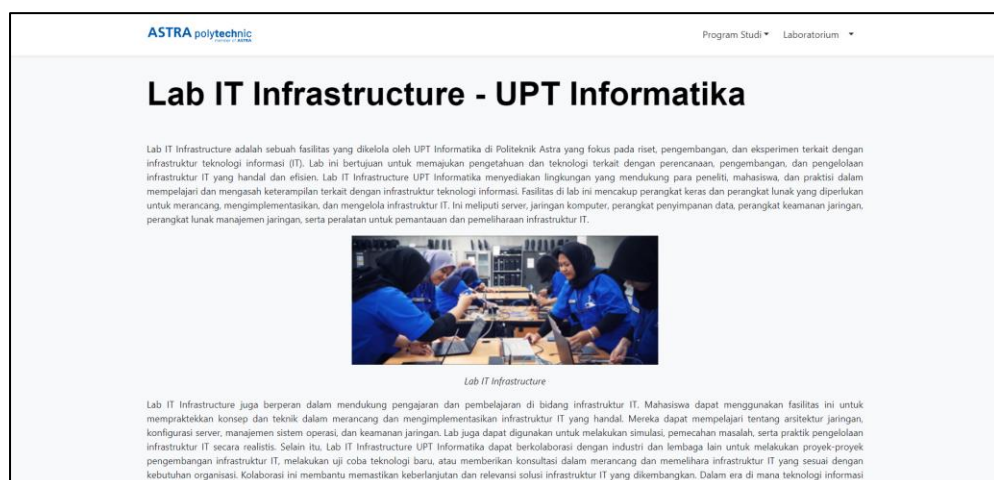 ASTRA polytechnic
member of ASTRA
Program Studi
Laboratorium
Lab IT Infrastructure - UPT Informatika
Lab IT Infrastructure adalah sebuah fasilitas yang dikelola oleh UPT Informatika di Politeknik Astra yang fokus pada riset, pengembangan, dan eksperimen terkait dengan
infrastruktur teknologi informasi (IT). Lab ini bertujuan untuk memajukan pengetahuan dan teknologi terkait dengan perencanaan, pengembangan, dan pengelolaan
infrastruktur IT yang handal dan efisien. Lab IT Infrastructure UPT Informatika menyediakan lingkungan yang mendukung para peneliti, mahasiswa, dan praktisi dalam
mempelajari dan mengasah keterampilan terkait dengan infrastruktur teknologi informasi. Fasilitas di lab ini mencakup perangkat keras dan perangkat lunak yang diperlukan
untuk merancang, mengimplementasikan, dan mengelola infrastruktur IT. Ini meliputi server, jaringan komputer, perangkat penyimpanan data, perangkat keamanan jaringan,
perangkat lunak manajemen jaringan, serta peralatan untuk pemantauan dan pemeliharaan infrastruktur IT.
Lab IT Infrastructure
Lab IT Infrastructure juga berperan dalam mendukung pengajaran dan pembelajaran di bidang infrastruktur IT. Mahasiswa dapat menggunakan fasilitas ini untuk
mempraktekkan konsep dan teknik dalam merancang dan mengimplementasikan infrastruktur IT yang handal. Mereka dapat mempelajari tentang arsitektur jaringan,
konfigurasi server, manajemen sistem operasi, dan keamanan jaringan. Lab juga dapat digunakan untuk melakukan simulasi, pemecahan masalah, serta praktik pengelolaan
infrastruktur IT secara realistis. Selain itu, Lab IT Infrastructure UPT Informatika dapat berkolaborasi dengan industri dan lembaga lain untuk melakukan proyek-proyek
pengembangan infrastruktur IT, melakukan uji coba teknologi baru, atau memberikan konsultasi dalam merancang dan memelihara infrastruktur IT yang sesuai dengan
kebutuhan organisasi. Kolaborasi ini membantu memastikan keberlanjutan dan relevansi solusi infrastruktur IT yang dikembangkan. Dalam era di mana teknologi informasi